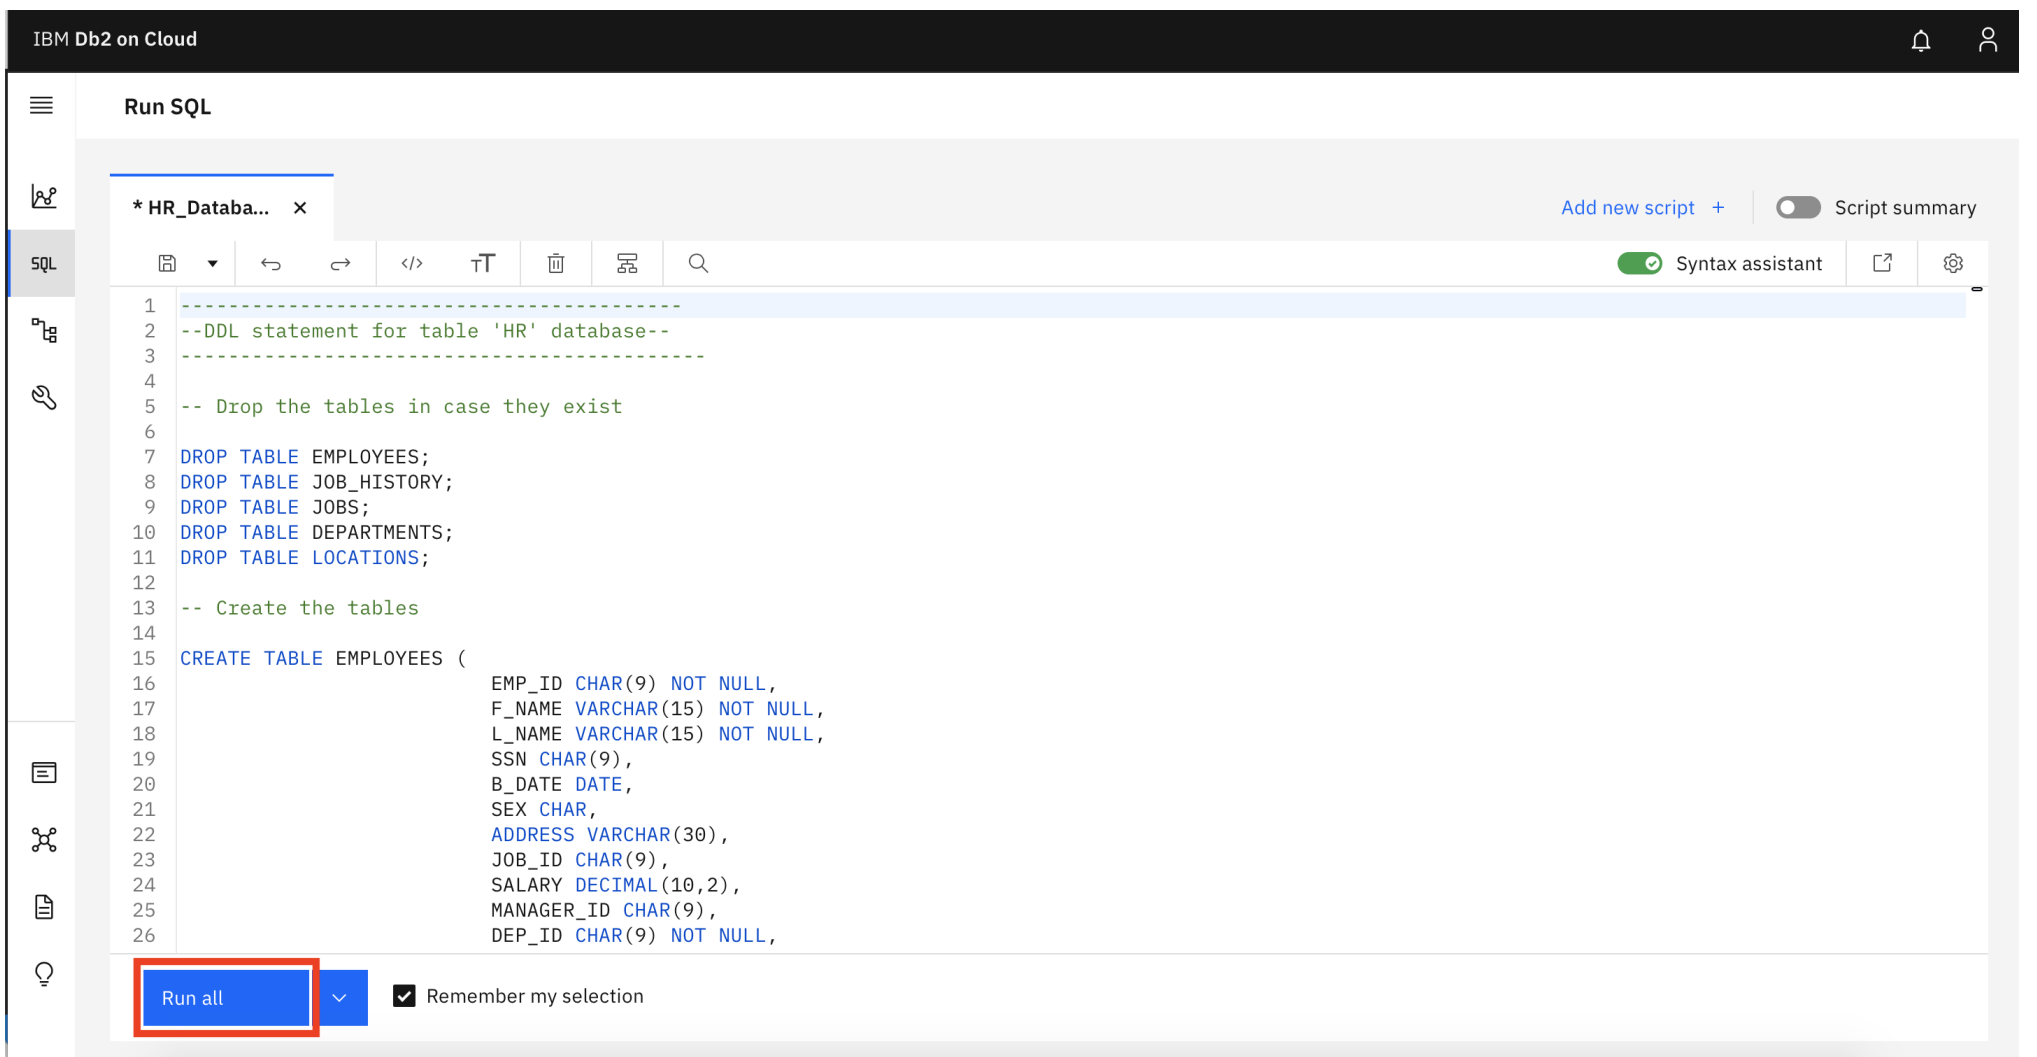 IBM Db2 on Cloud
Run SQL
* HR_Databa... ×
Add new script +
Script summary
SQL
</>
TT
Syntax assistant
1 ------------------------------------------
2 --DDL statement for table 'HR' database--
3 --------------------------------------------
4
5 -- Drop the tables in case they exist
6
7 DROP TABLE EMPLOYEES;
8 DROP TABLE JOB_HISTORY;
9 DROP TABLE JOBS;
10 DROP TABLE DEPARTMENTS;
11 DROP TABLE LOCATIONS;
12
13 -- Create the tables
14
15 CREATE TABLE EMPLOYEES (
16 EMP_ID CHAR(9) NOT NULL,
17 F_NAME VARCHAR(15) NOT NULL,
18 L_NAME VARCHAR(15) NOT NULL,
19 SSN CHAR(9),
20 B_DATE DATE,
21 SEX CHAR,
22 ADDRESS VARCHAR(30),
23 JOB_ID CHAR(9),
24 SALARY DECIMAL(10,2),
25 MANAGER_ID CHAR(9),
26 DEP_ID CHAR(9) NOT NULL,
Run all
Remember my selection